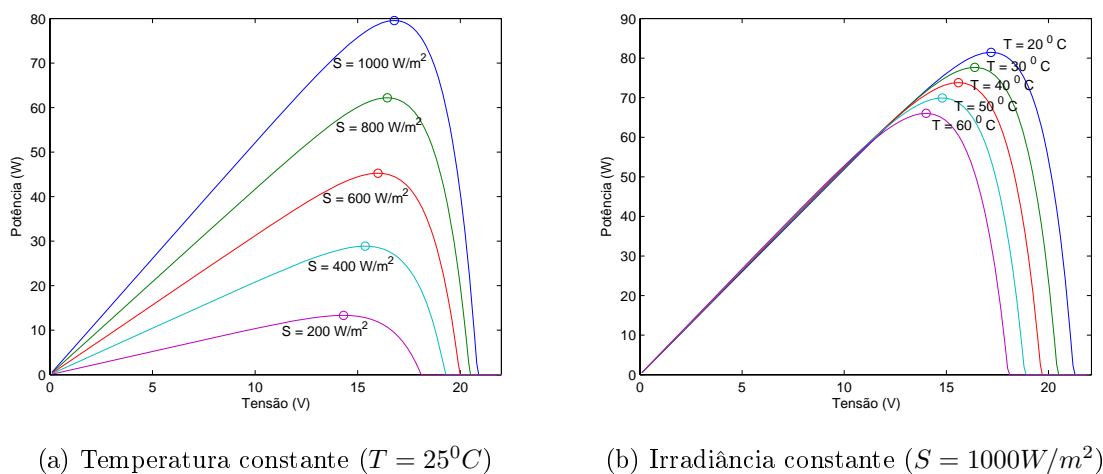 80
70
60
50
40
30
20
10
0
Potência (W)
S = 1000 W/m²
S = 800 W/m²
S = 600 W/m²
S = 400 W/m²
S = 200 W/m²
0 5 10 15 20
Tensão (V)
(a) Temperatura constante (T = 25⁰C)
90
80
70
60
50
40
30
20
10
0
Potência (W)
T = 20 ⁰ C
T = 30 ⁰ C
T = 40 ⁰ C
T = 50 ⁰ C
T = 60 ⁰ C
0 5 10 15 20
Tensão (V)
(b) Irradiância constante (S = 1000W/m²)